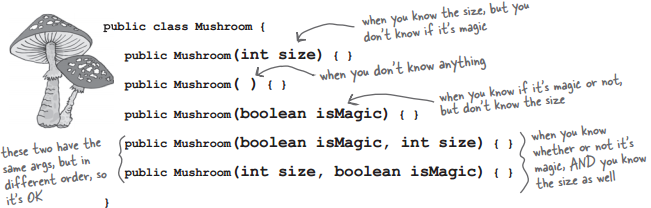 public class Mushroom {
when you know the size, but you
don't know if it's magic
public Mushroom(int size) { }
public Mushroom( ) { }
when you don't know anything
public Mushroom(boolean isMagic) { }
when you know if it's magic or not,
but don't know the size
these two have the
same args, but in
different order, so
it's OK
public Mushroom(boolean isMagic, int size) { }
public Mushroom(int size, boolean isMagic) { }
when you know
whether or not it's
magic, AND you know
the size as well
}